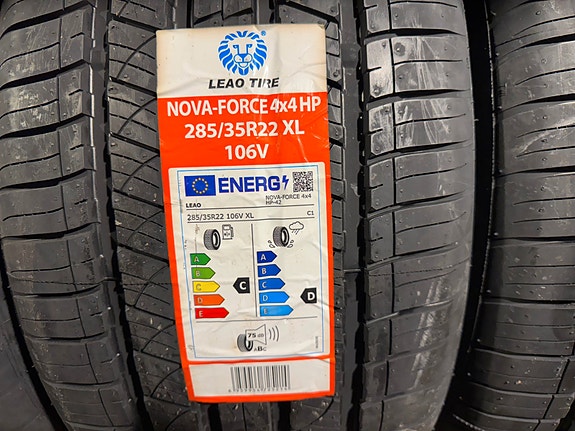 LEAO TIRE
NOVA-FORCE 4x4 HP
285/35R22 XL
106V
ENERG
LEAO
NOVA-FORCE 4x4
HP-42
285/35R22 106V XL
C1
A
B
C
D
E
C
A
B
C
D
E
D
75 dB
ABC